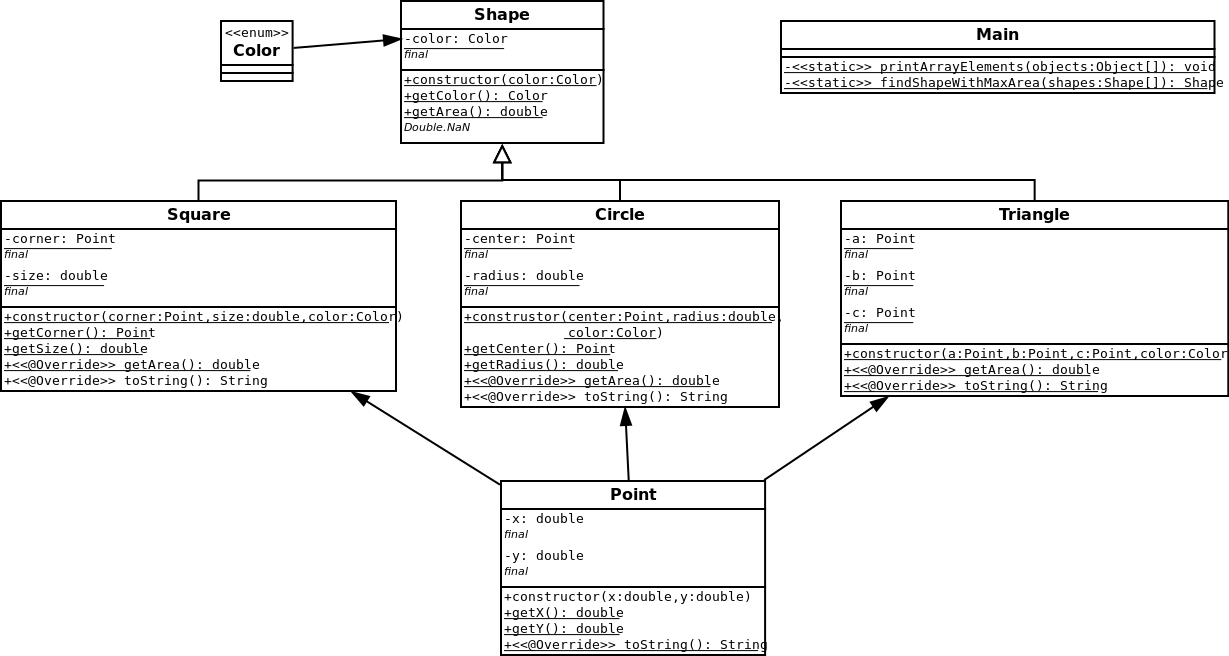 <<enum>>
Color
Shape
-color: Color
final
+constructor(color:Color)
+getColor(): Color
+getArea(): double
Double.NaN
Main
-<<static>> printArrayElements(objects:Object[]): void
-<<static>> findShapeWithMaxArea(shapes:Shape[]): Shape
Square
-corner: Point
final
-size: double
final
+constructor(corner:Point,size:double,color:Color)
+getCorner(): Point
+getSize(): double
+<<@Override>> getArea(): double
+<<@Override>> toString(): String
Circle
-center: Point
final
-radius: double
final
+construstor(center:Point,radius:double,
color:Color)
+getCenter(): Point
+getRadius(): double
+<<@Override>> getArea(): double
+<<@Override>> toString(): String
Triangle
-a: Point
final
-b: Point
final
-c: Point
final
+constructor(a:Point,b:Point,c:Point,color:Color
+<<@Override>> getArea(): double
+<<@Override>> toString(): String
Point
-x: double
final
-y: double
final
+constructor(x:double,y:double)
+getX(): double
+getY(): double
+<<@Override>> toString(): String